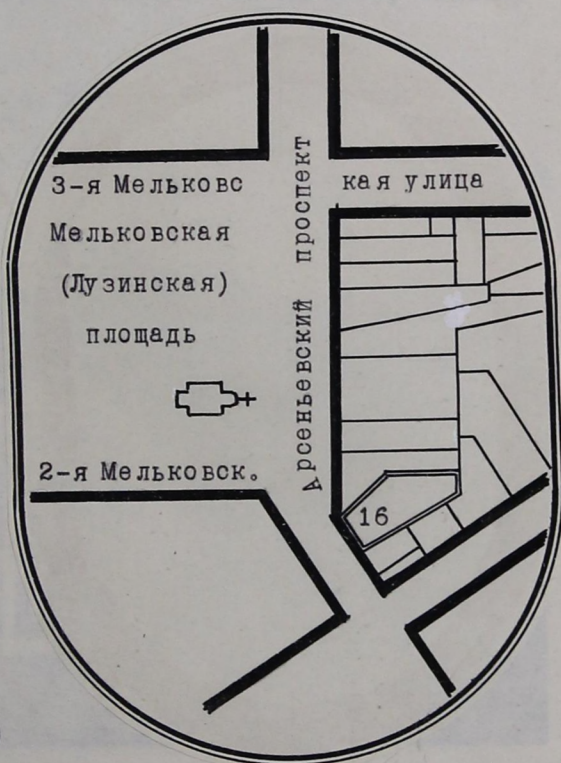 3-я Мельковс кая улица
Мельковская
(Лузинская)
площадь
Арсеньевский проспект
2-я Мельковск.
16